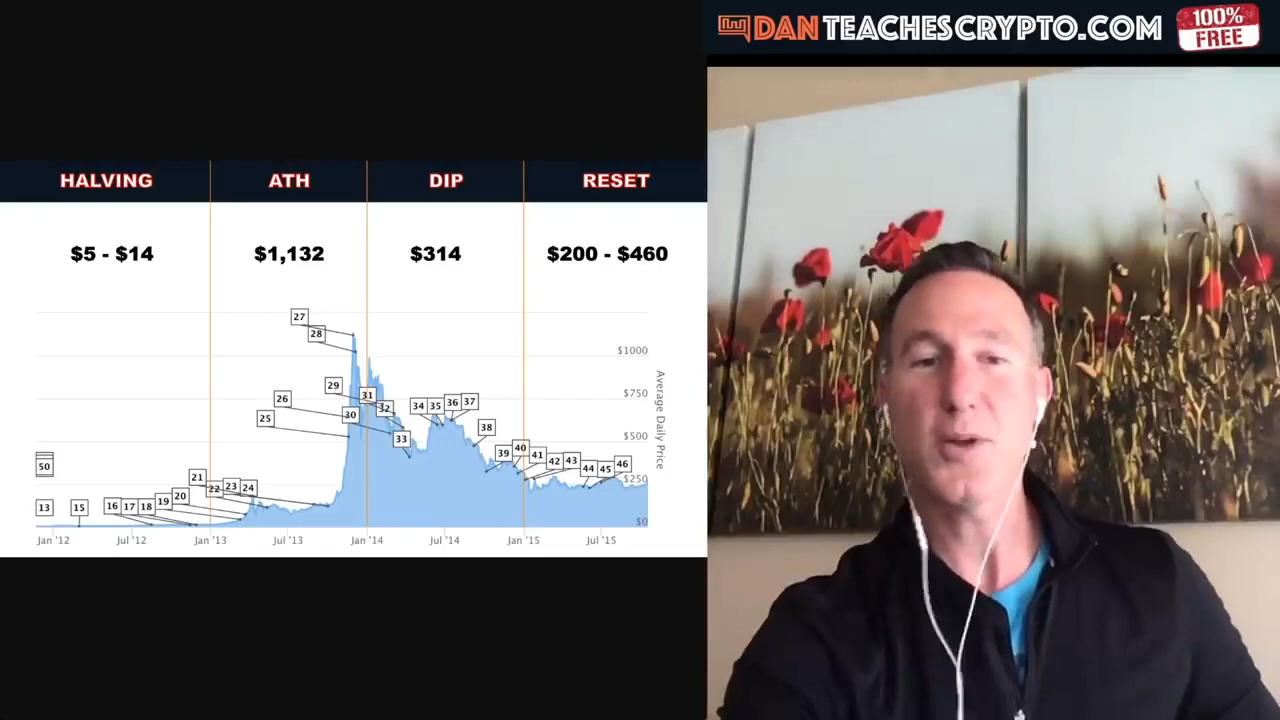 DANTEACHESCRYPTO.COM
100%
FREE
HALVING ATH DIP RESET
$5 - $14 $1,132 $314 $200 - $460
27
28
$1000
29
26 31 $750
25 30 32 34 35 36 37
33 38 $500
50 39 40 41 42 43 44 45 46
21 22 23 24 $250
13 15 16 17 18 19 20
$0
Average Daily Price
Jan '12 Jul '12 Jan '13 Jul '13 Jan '14 Jul '14 Jan '15 Jul '15